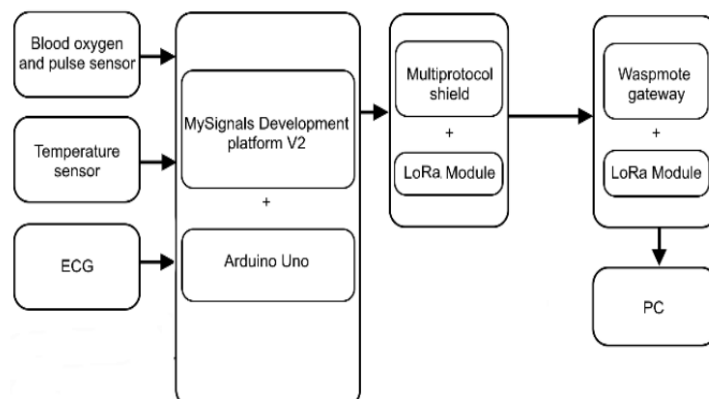 Blood oxygen
and pulse sensor
Temperature
sensor
ECG
MySignals Development
platform V2
+
Arduino Uno
Multiprotocol
shield
+
LoRa Module
Waspmote
gateway
+
LoRa Module
PC